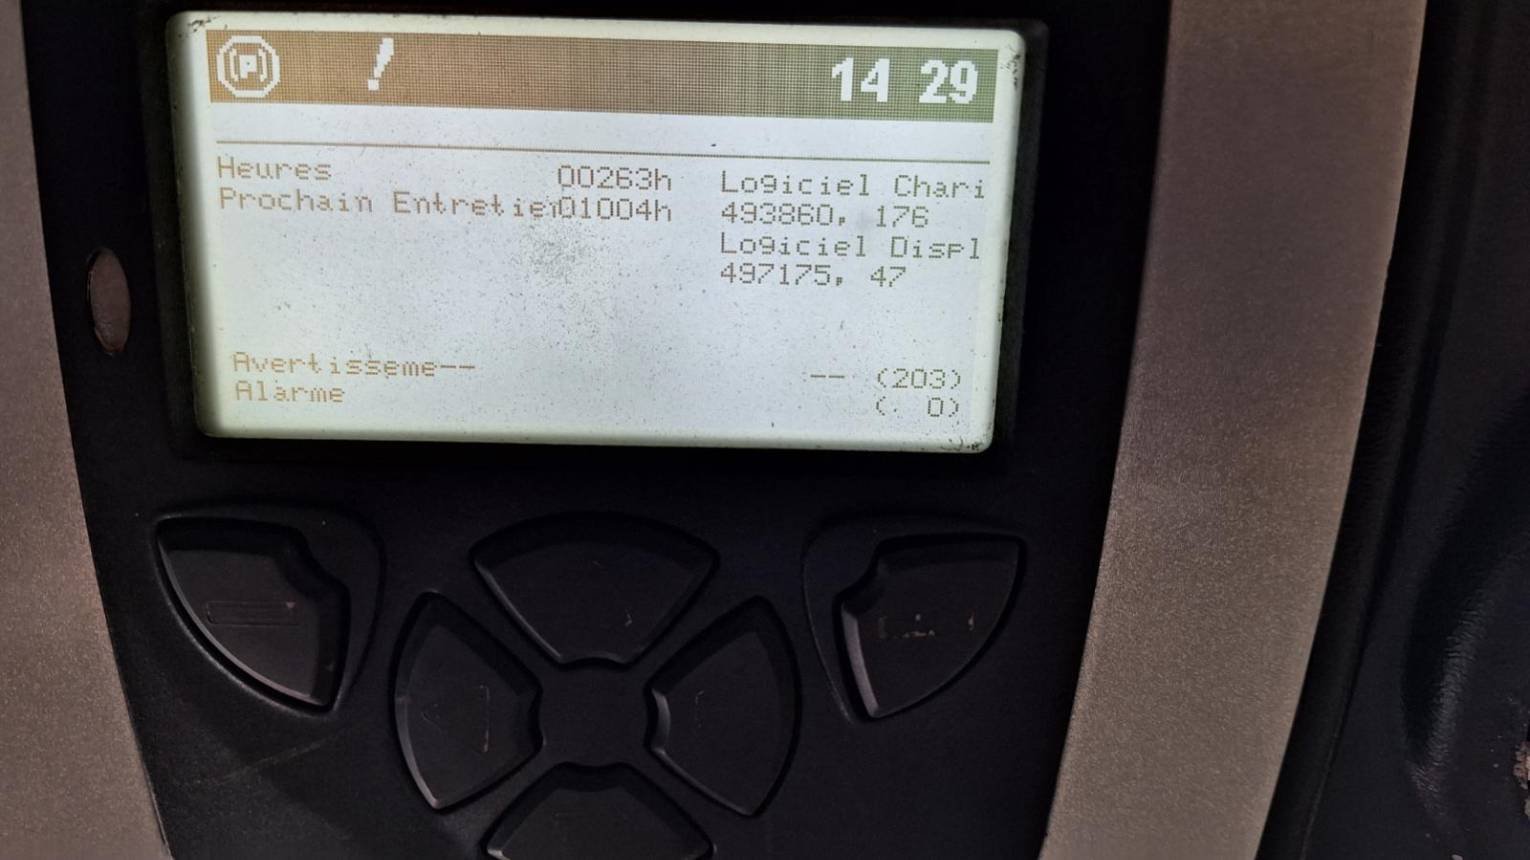 P ! 14 29
Heures 00263h
Prochain Entretien01004h
Logiciel Chari
493860, 176
Logiciel Displ
497175, 47
Avertisseme-- -- (203)
Alarme ( 0)